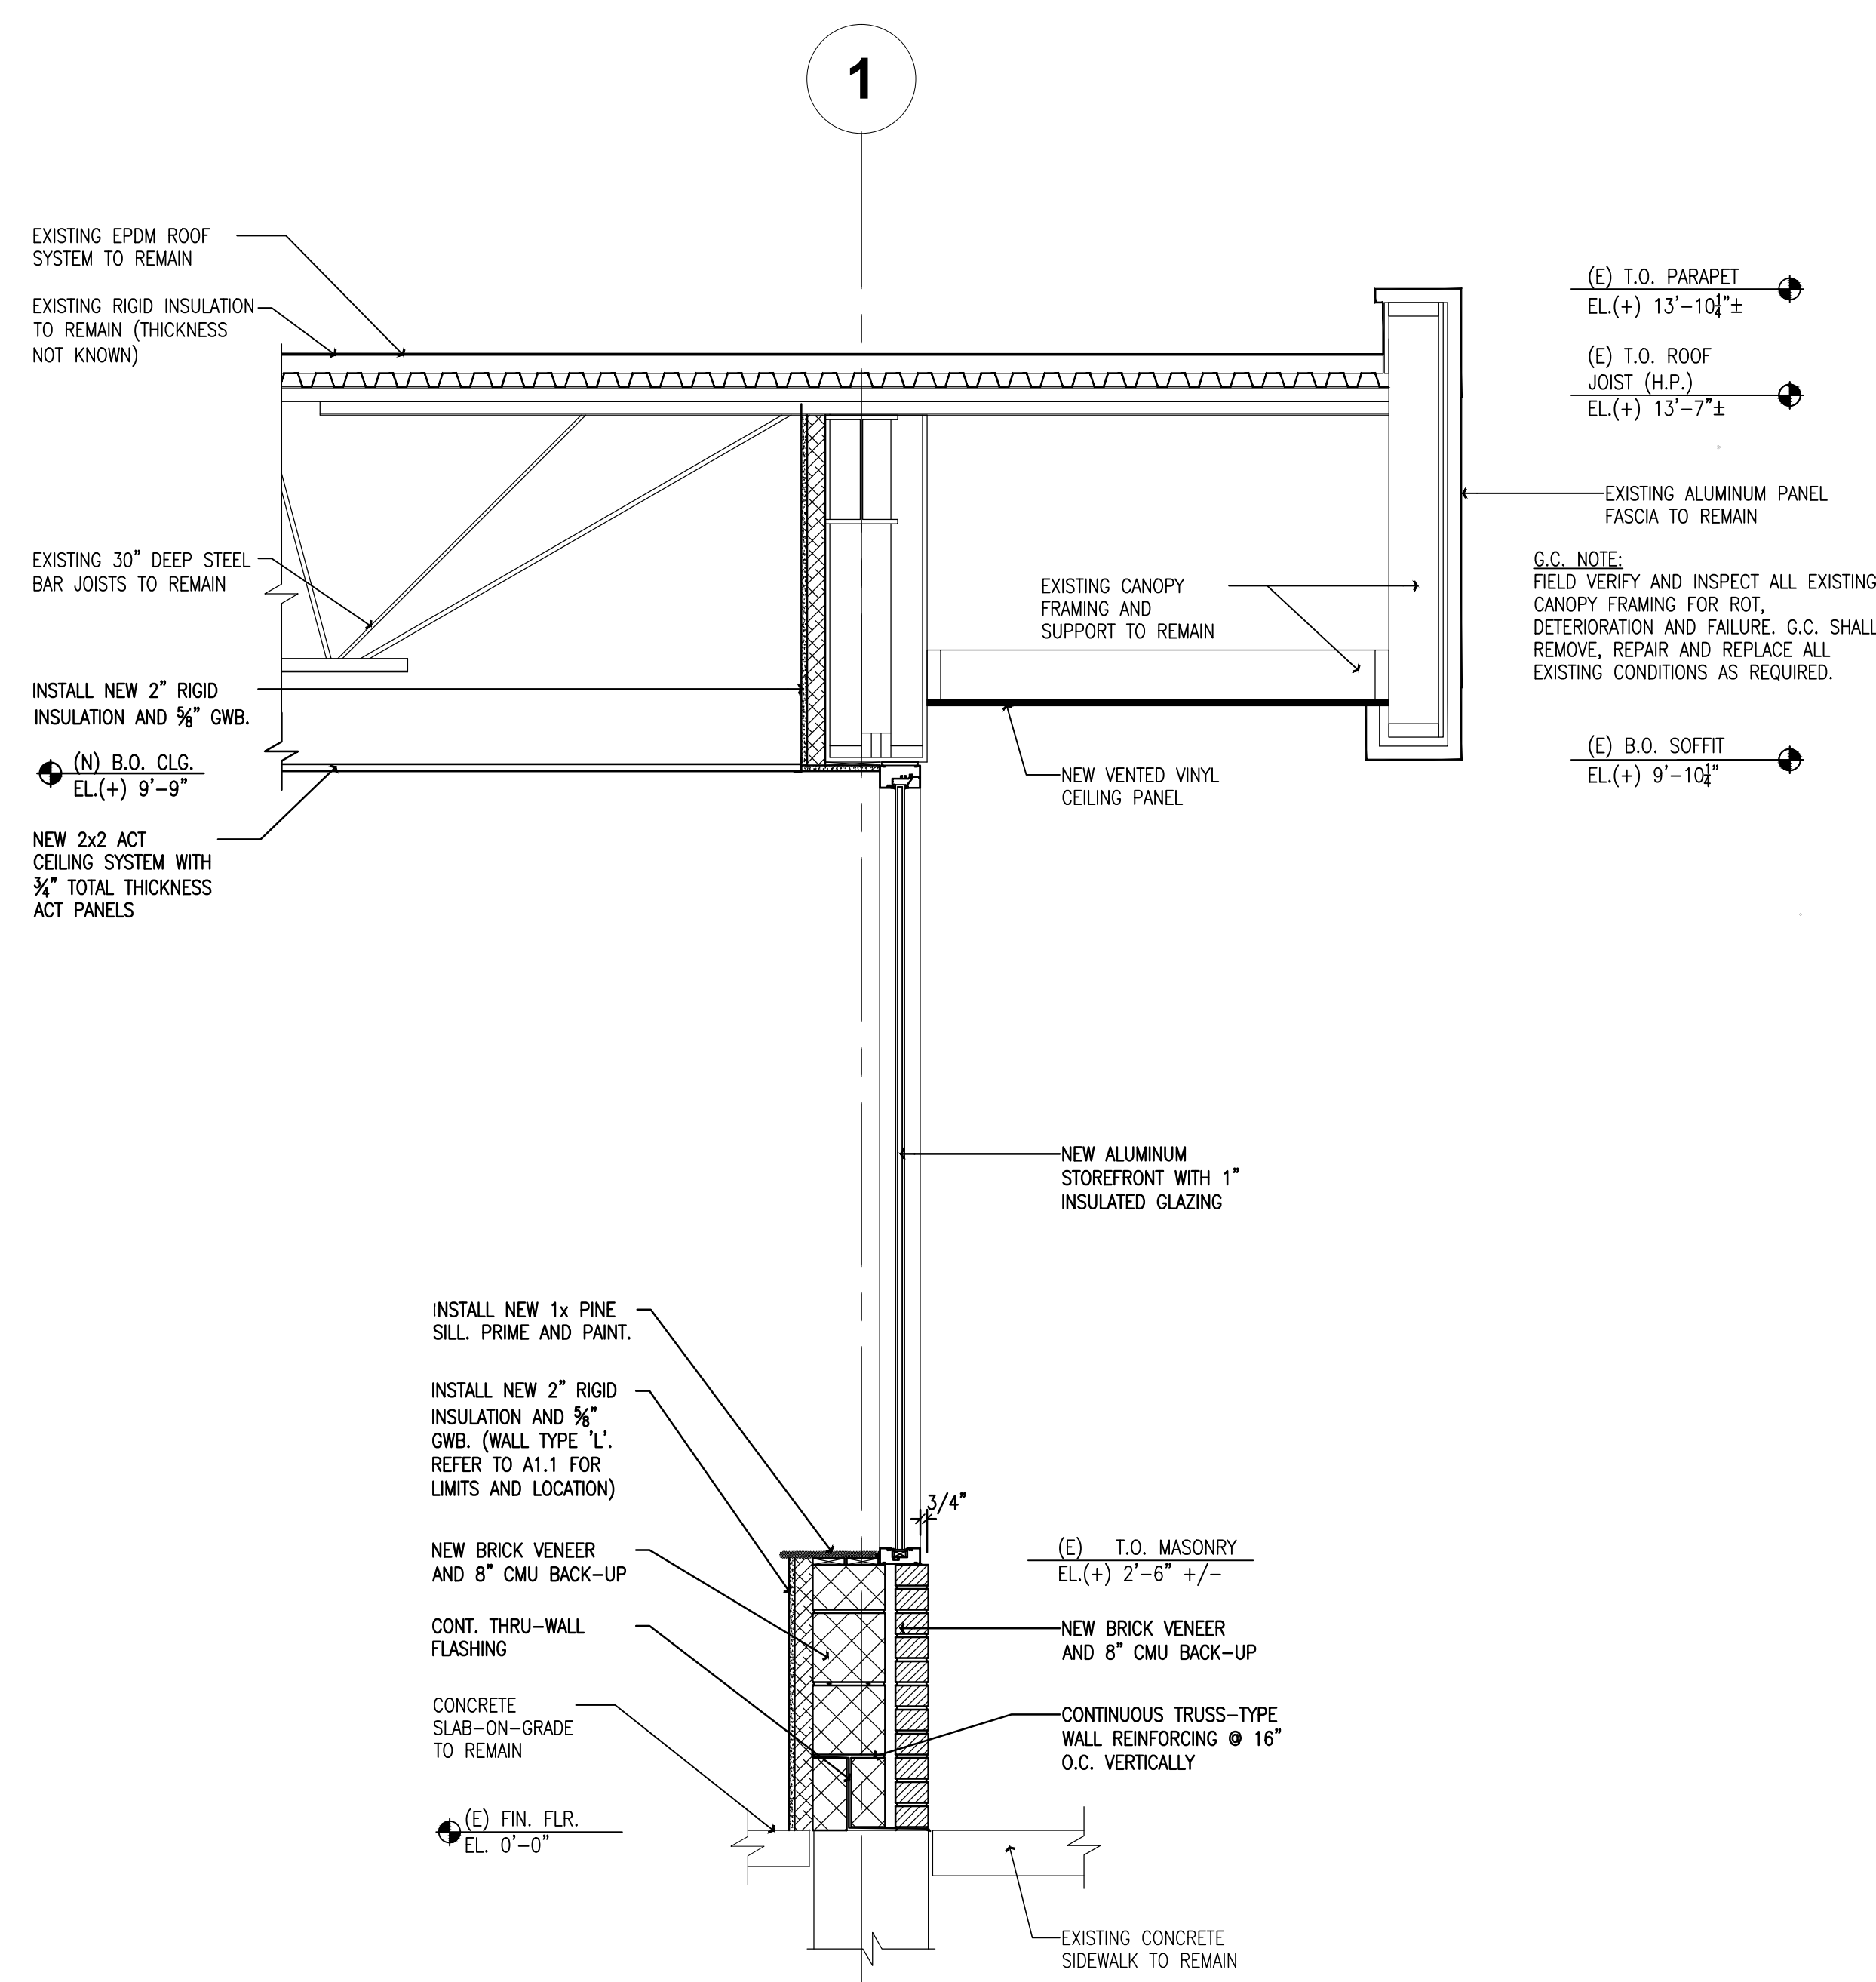 1
EXISTING EPDM ROOF
SYSTEM TO REMAIN
EXISTING RIGID INSULATION
TO REMAIN (THICKNESS
NOT KNOWN)
(E) T.O. PARAPET
EL.(+) 13'-10¼"±
(E) T.O. ROOF
JOIST (H.P.)
EL.(+) 13'-7"±
EXISTING ALUMINUM PANEL
FASCIA TO REMAIN
G.C. NOTE:
FIELD VERIFY AND INSPECT ALL EXISTING
CANOPY FRAMING FOR ROT,
DETERIORATION AND FAILURE. G.C. SHALL
REMOVE, REPAIR AND REPLACE ALL
EXISTING CONDITIONS AS REQUIRED.
EXISTING 30" DEEP STEEL
BAR JOISTS TO REMAIN
EXISTING CANOPY
FRAMING AND
SUPPORT TO REMAIN
INSTALL NEW 2" RIGID
INSULATION AND ⅝" GWB.
(N) B.O. CLG.
EL.(+) 9'-9"
(E) B.O. SOFFIT
EL.(+) 9'-10¼"
NEW VENTED VINYL
CEILING PANEL
NEW 2x2 ACT
CEILING SYSTEM WITH
¾" TOTAL THICKNESS
ACT PANELS
NEW ALUMINUM
STOREFRONT WITH 1"
INSULATED GLAZING
INSTALL NEW 1x PINE
SILL. PRIME AND PAINT.
INSTALL NEW 2" RIGID
INSULATION AND ⅝"
GWB. (WALL TYPE 'L'.
REFER TO A1.1 FOR
LIMITS AND LOCATION)
3/4"
NEW BRICK VENEER
AND 8" CMU BACK-UP
(E) T.O. MASONRY
EL.(+) 2'-6" +/-
CONT. THRU-WALL
FLASHING
NEW BRICK VENEER
AND 8" CMU BACK-UP
CONCRETE
SLAB-ON-GRADE
TO REMAIN
CONTINUOUS TRUSS-TYPE
WALL REINFORCING @ 16"
O.C. VERTICALLY
(E) FIN. FLR.
EL. 0'-0"
EXISTING CONCRETE
SIDEWALK TO REMAIN